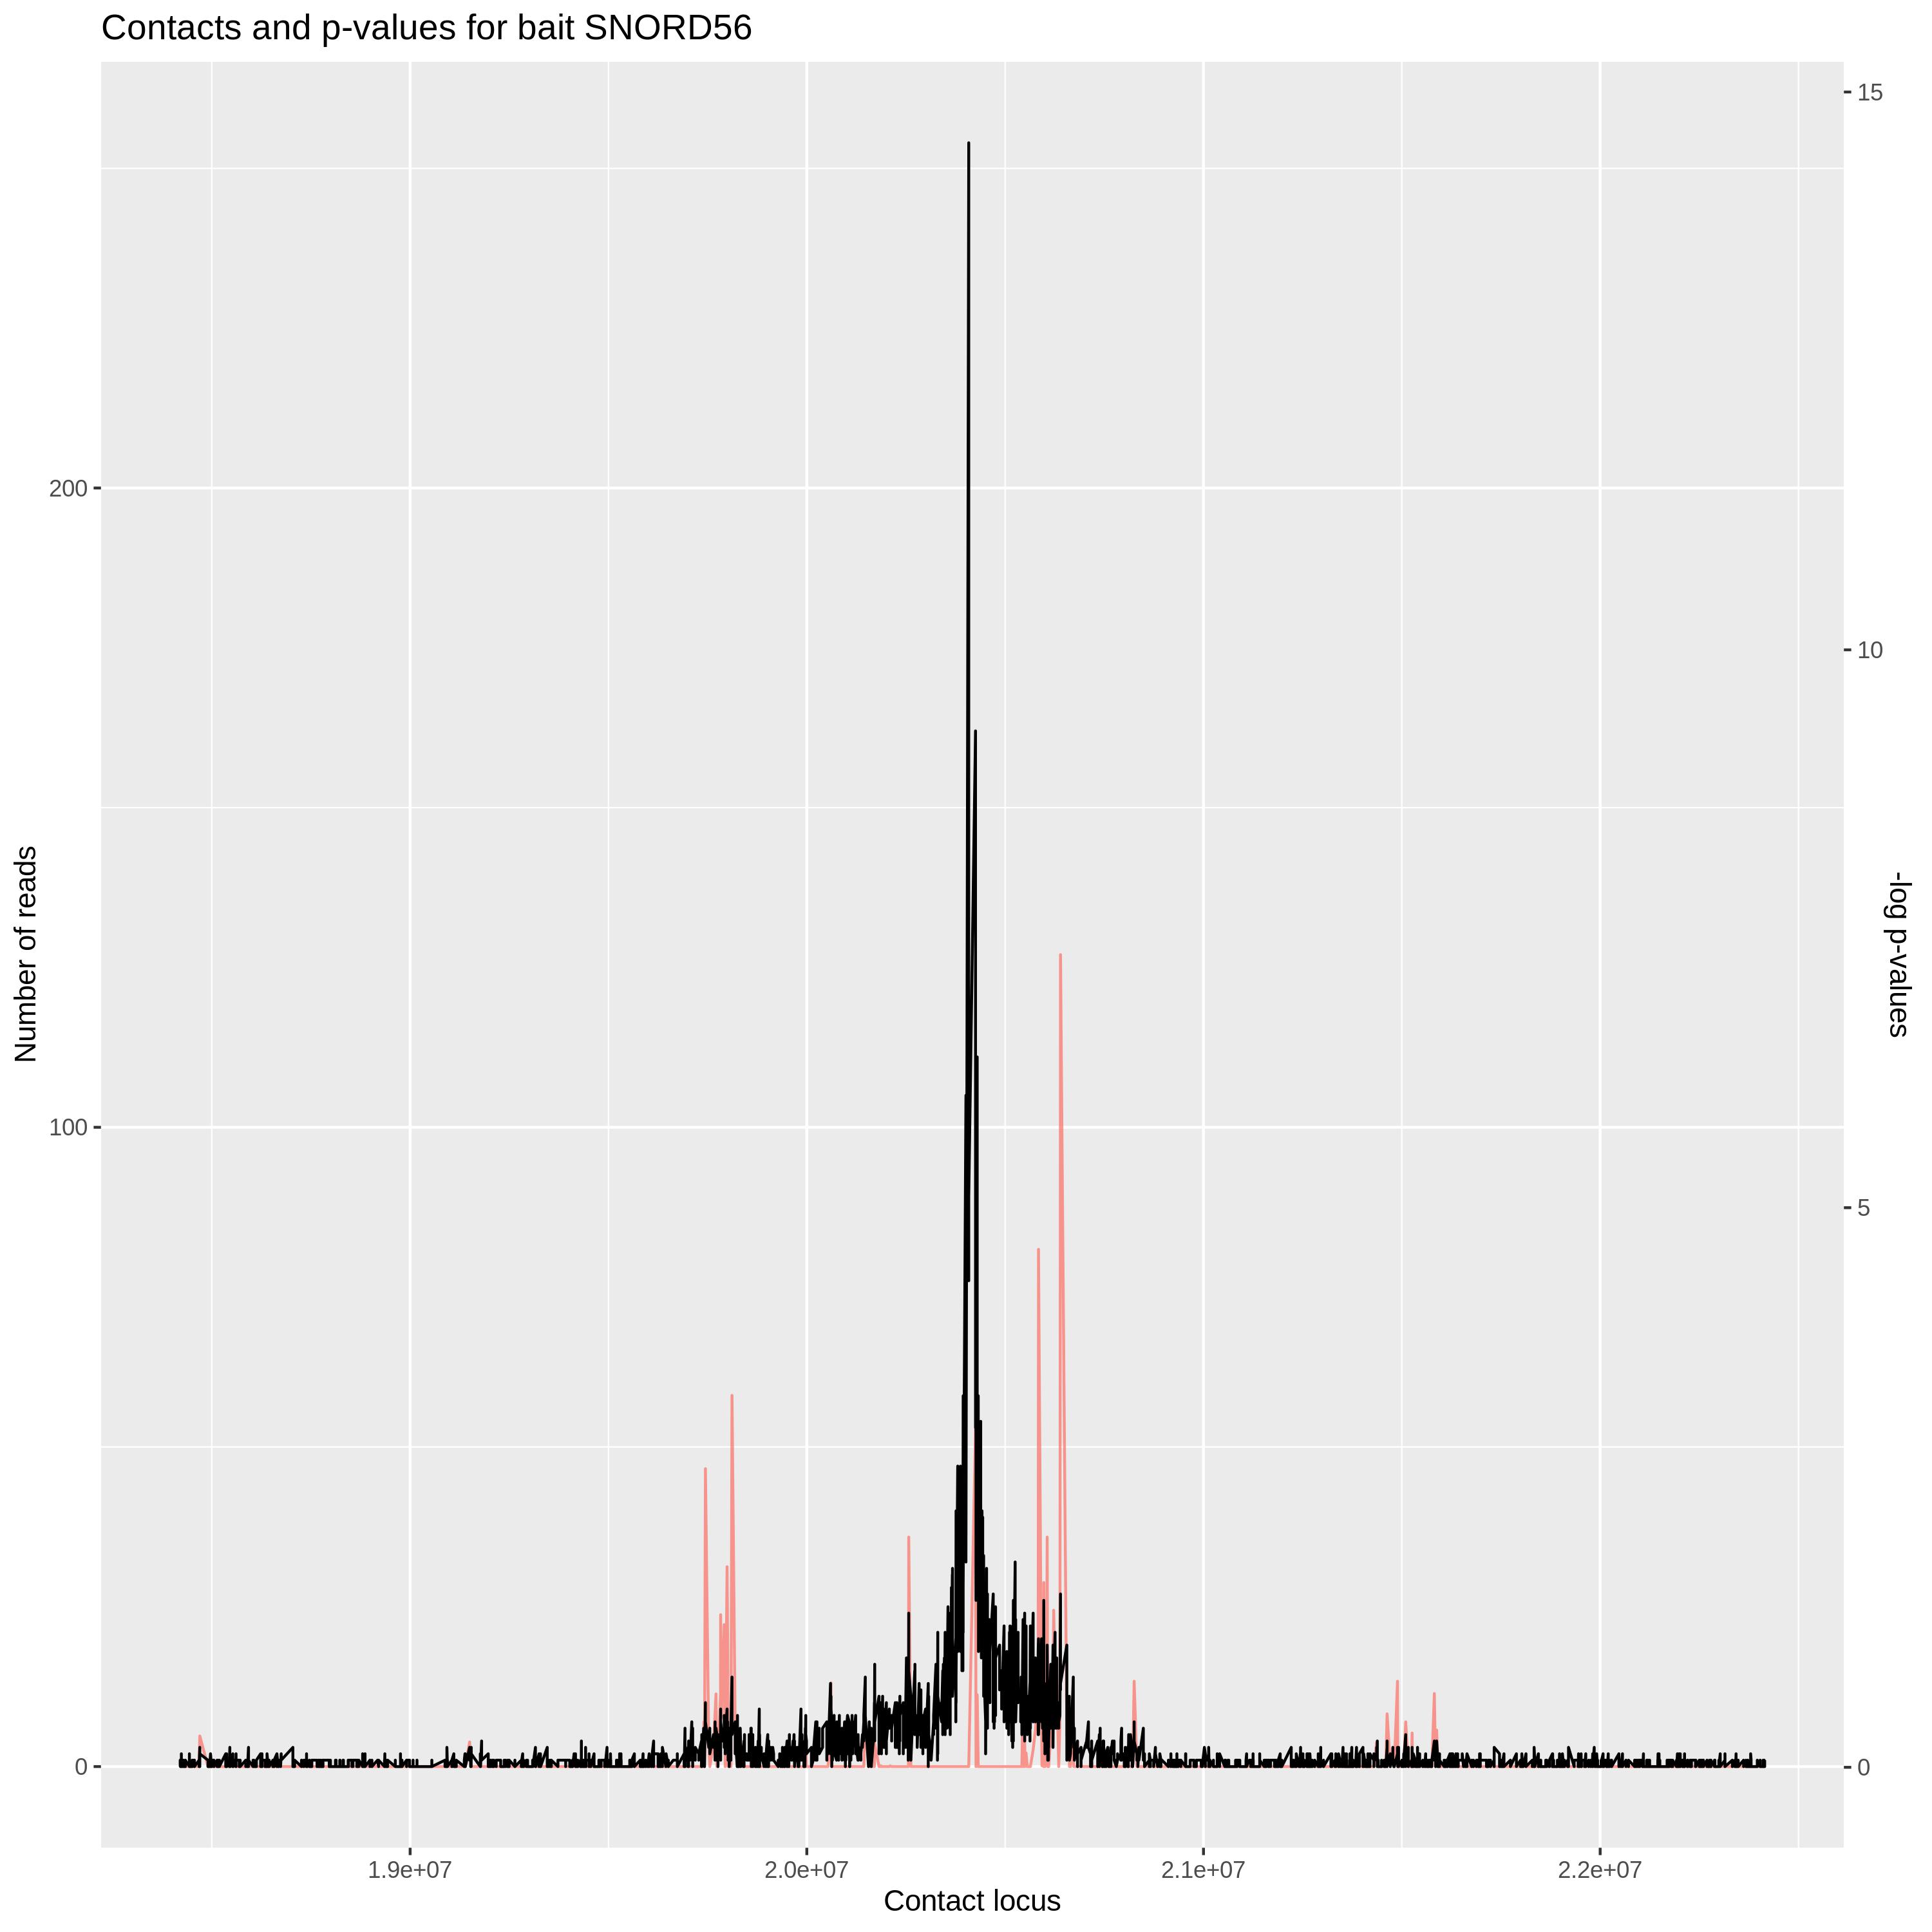 Contacts and p-values for bait SNORD56
Number of reads
200
100
0
15
10
5
0
-log p-values
1.9e+07
2.0e+07
2.1e+07
2.2e+07
Contact locus